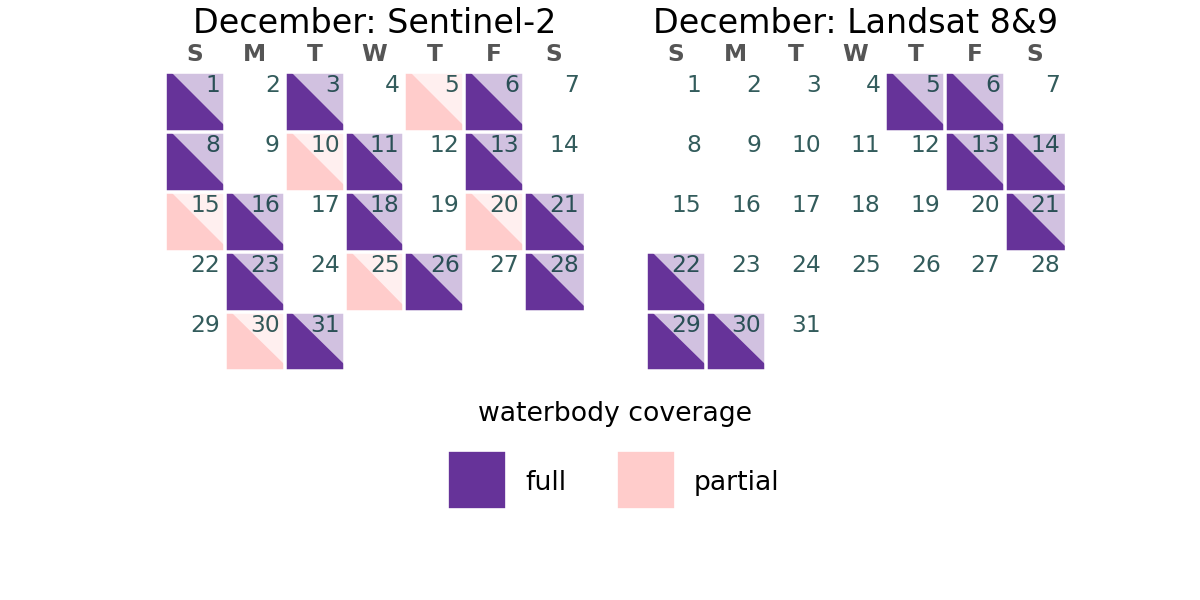 December: Sentinel-2
S M T W T F S
1 2 3 4 5 6 7
8 9 10 11 12 13 14
15 16 17 18 19 20 21
22 23 24 25 26 27 28
29 30 31
December: Landsat 8&9
S M T W T F S
1 2 3 4 5 6 7
8 9 10 11 12 13 14
15 16 17 18 19 20 21
22 23 24 25 26 27 28
29 30 31
waterbody coverage
full partial